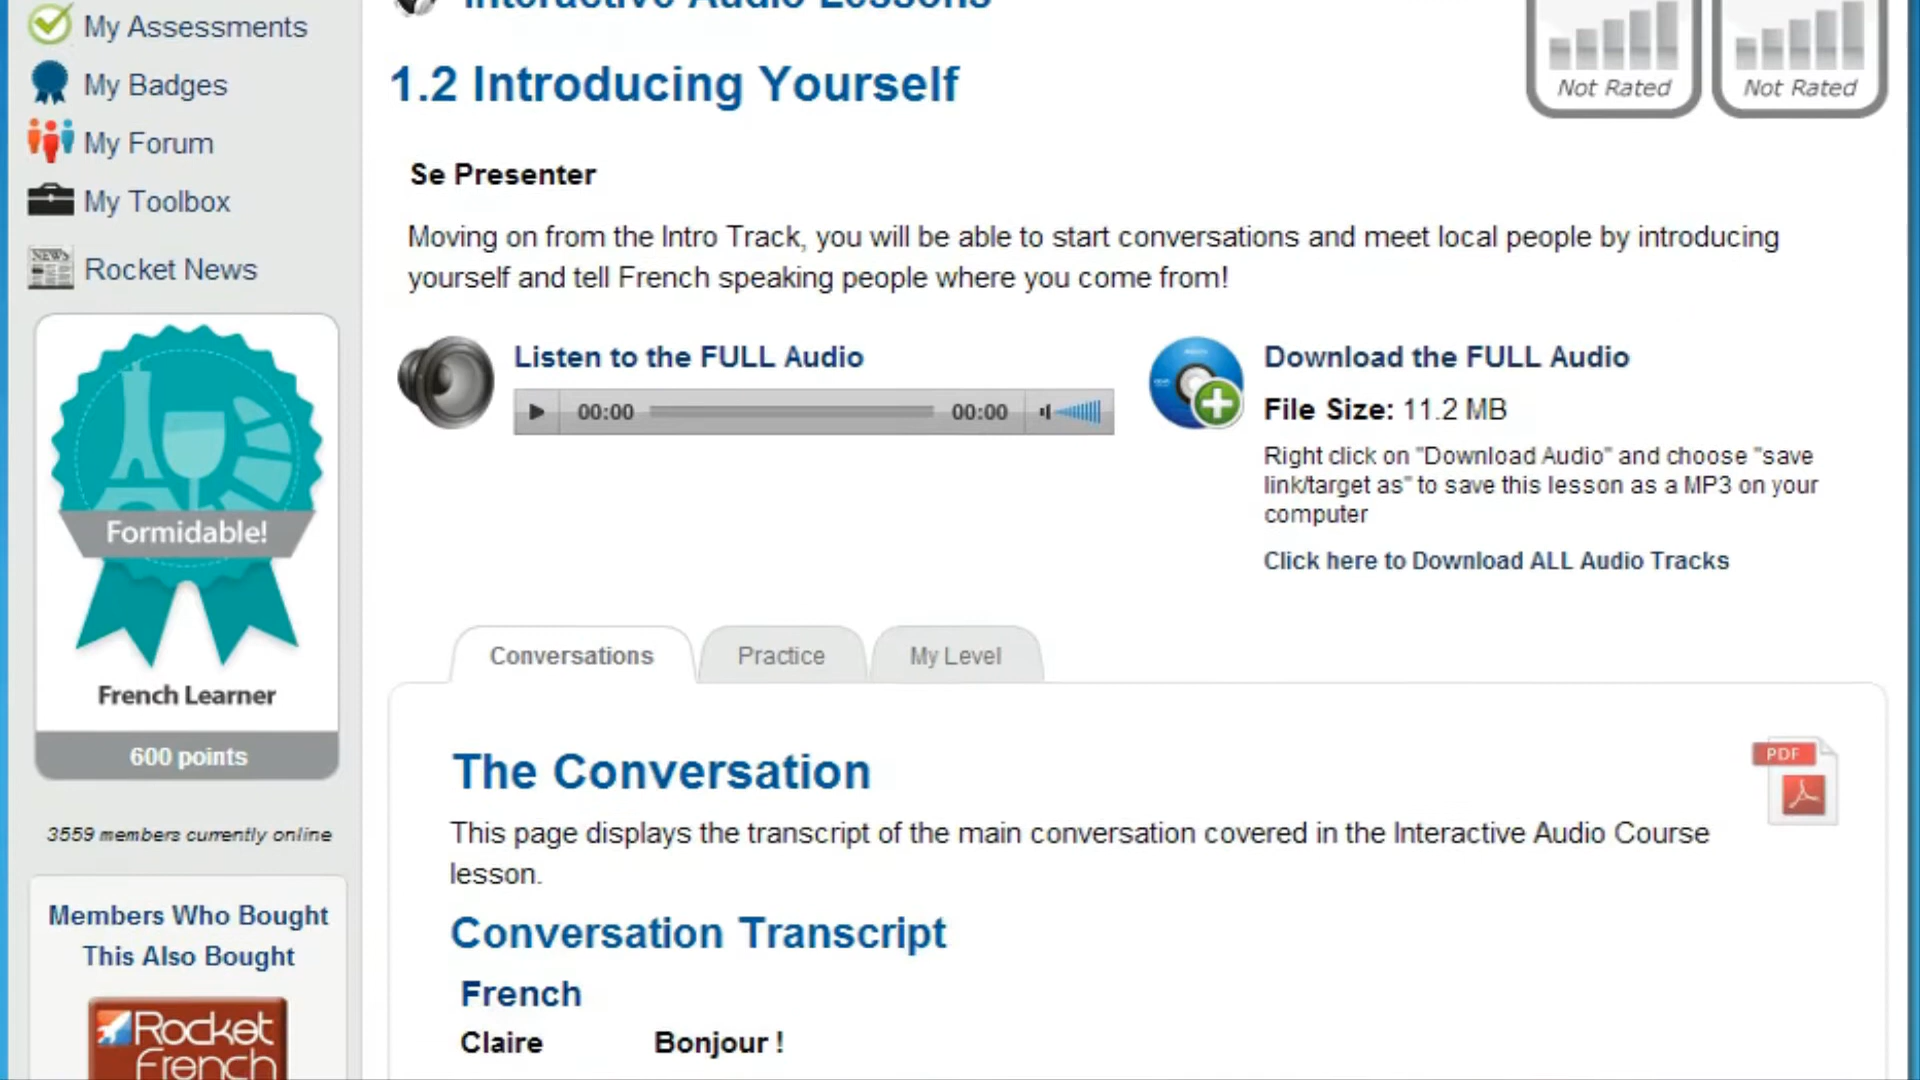 My Assessments
My Badges
My Forum
My Toolbox
Rocket News
Formidable!
French Learner
600 points
3559 members currently online
Members Who Bought
This Also Bought
Rocket
French
Interactive Audio Lessons
1.2 Introducing Yourself
Not Rated
Not Rated
Se Presenter
Moving on from the Intro Track, you will be able to start conversations and meet local people by introducing
yourself and tell French speaking people where you come from!
Listen to the FULL Audio
00:00
00:00
Download the FULL Audio
File Size: 11.2 MB
Right click on "Download Audio" and choose "save
link/target as" to save this lesson as a MP3 on your
computer
Click here to Download ALL Audio Tracks
Conversations
Practice
My Level
PDF
The Conversation
This page displays the transcript of the main conversation covered in the Interactive Audio Course
lesson.
Conversation Transcript
French
Claire Bonjour !